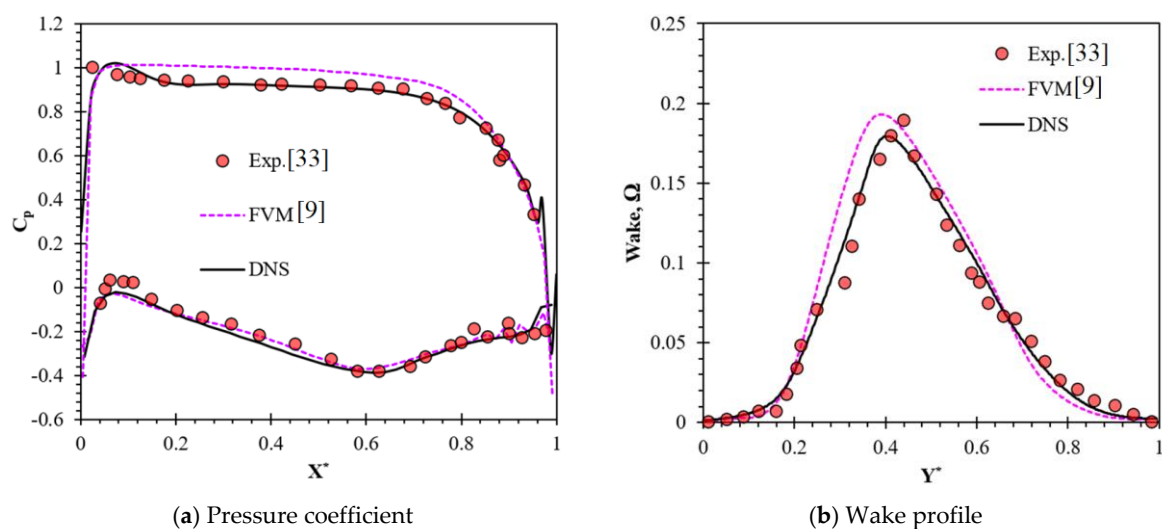 1.2
1
0.8
0.6
0.4
0.2
0
-0.2
-0.4
-0.6
0
0.2
0.4
0.6
0.8
1
Cp
X*
Exp.[33]
FVM[9]
DNS
(a) Pressure coefficient
0.25
0.2
0.15
0.1
0.05
0
0
0.2
0.4
0.6
0.8
1
Wake, Ω
Y*
Exp.[33]
FVM[9]
DNS
(b) Wake profile